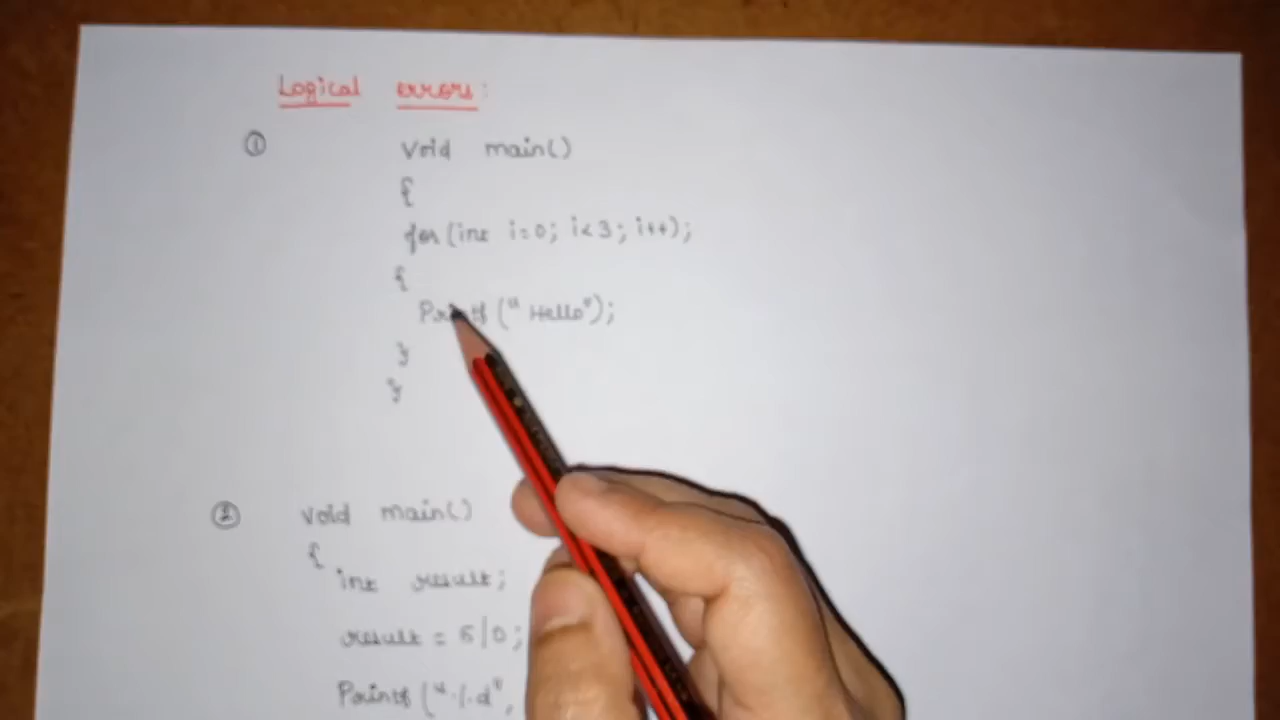 Logical errors:
① void main()
{
for(int i=0; i<3; i++);
{
Printf ("Hello");
}
}
② void main()
{
int result;
result = 5/0;
Printf ("%d",